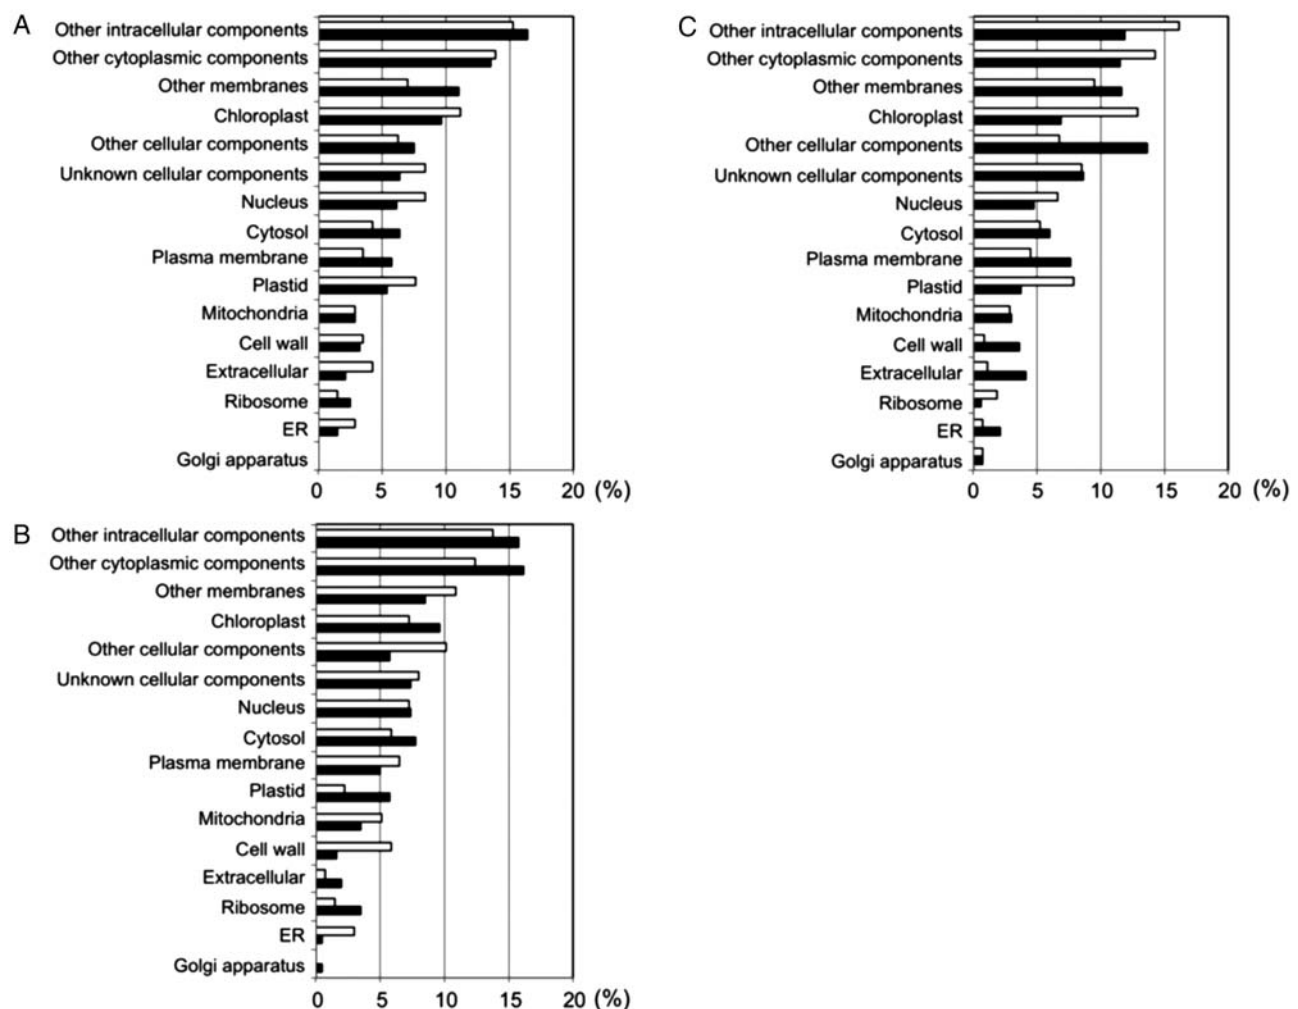 A
Other intracellular components
Other cytoplasmic components
Other membranes
Chloroplast
Other cellular components
Unknown cellular components
Nucleus
Cytosol
Plasma membrane
Plastid
Mitochondria
Cell wall
Extracellular
Ribosome
ER
Golgi apparatus
0 5 10 15 20 (%)
C
Other intracellular components
Other cytoplasmic components
Other membranes
Chloroplast
Other cellular components
Unknown cellular components
Nucleus
Cytosol
Plasma membrane
Plastid
Mitochondria
Cell wall
Extracellular
Ribosome
ER
Golgi apparatus
0 5 10 15 20 (%)
B
Other intracellular components
Other cytoplasmic components
Other membranes
Chloroplast
Other cellular components
Unknown cellular components
Nucleus
Cytosol
Plasma membrane
Plastid
Mitochondria
Cell wall
Extracellular
Ribosome
ER
Golgi apparatus
0 5 10 15 20 (%)